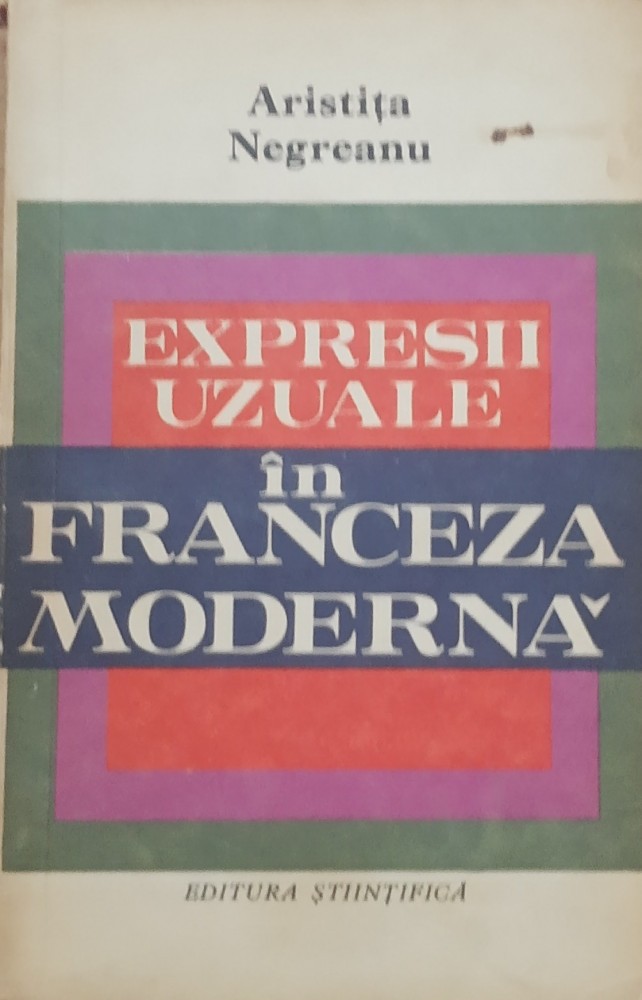 Aristița
Negreanu
EXPRESII
UZUALE
în
FRANCEZA
MODERNĂ
EDITURA ȘTIINȚIFICĂ